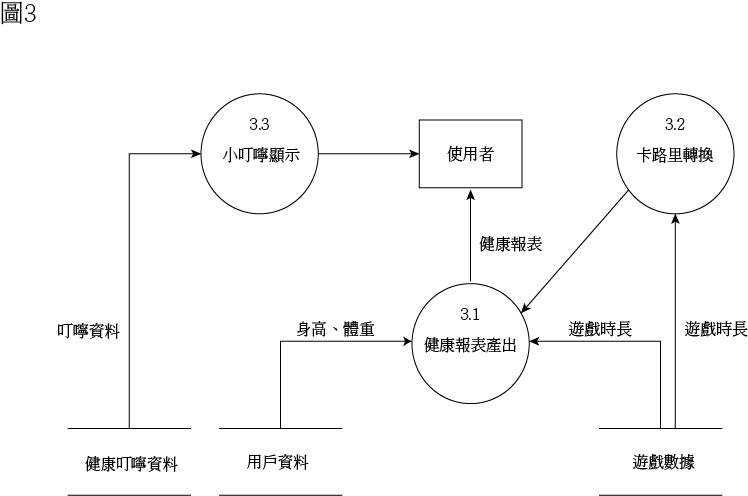 圖3
3.3
小叮嚀顯示
使用者
3.2
卡路里轉換
健康報表
3.1
健康報表產出
叮嚀資料
身高、體重
遊戲時長
遊戲時長
健康叮嚀資料
用戶資料
遊戲數據